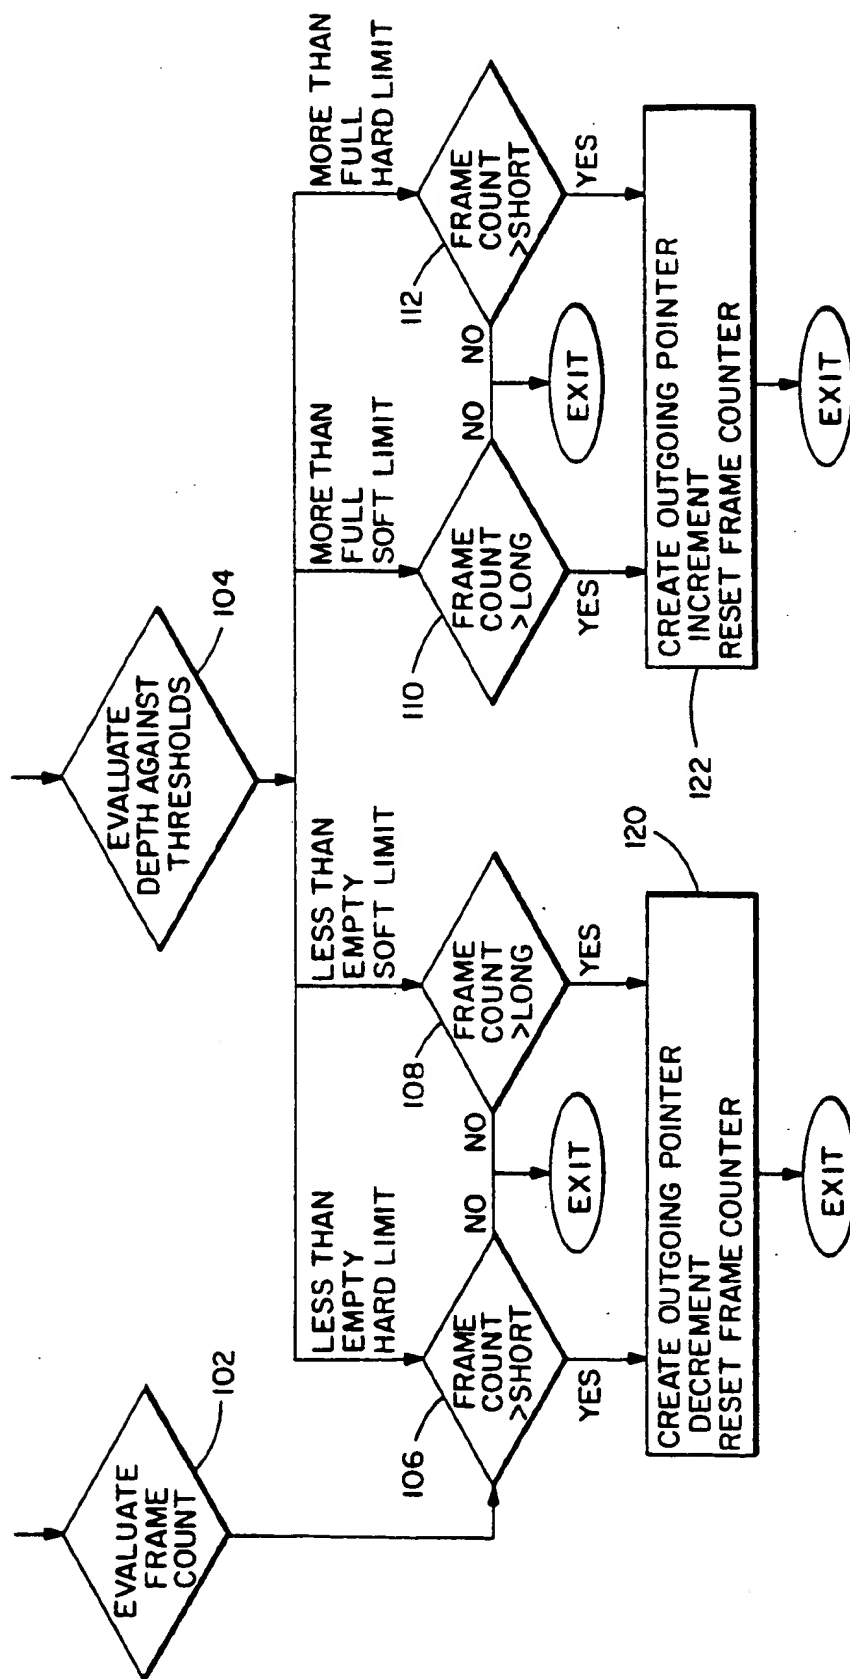 EVALUATE
FRAME
COUNT
102
EVALUATE
DEPTH AGAINST
THRESHOLDS
104
LESS THAN
EMPTY
HARD LIMIT
LESS THAN
EMPTY
SOFT LIMIT
MORE THAN
FULL
SOFT LIMIT
MORE THAN
FULL
HARD LIMIT
106
FRAME
COUNT
>SHORT
NO
NO
108
FRAME
COUNT
>LONG
110
FRAME
COUNT
>LONG
NO
NO
112
FRAME
COUNT
>SHORT
EXIT
EXIT
YES
YES
YES
YES
CREATE OUTGOING POINTER
DECREMENT
RESET FRAME COUNTER
120
122
CREATE OUTGOING POINTER
INCREMENT
RESET FRAME COUNTER
EXIT
EXIT